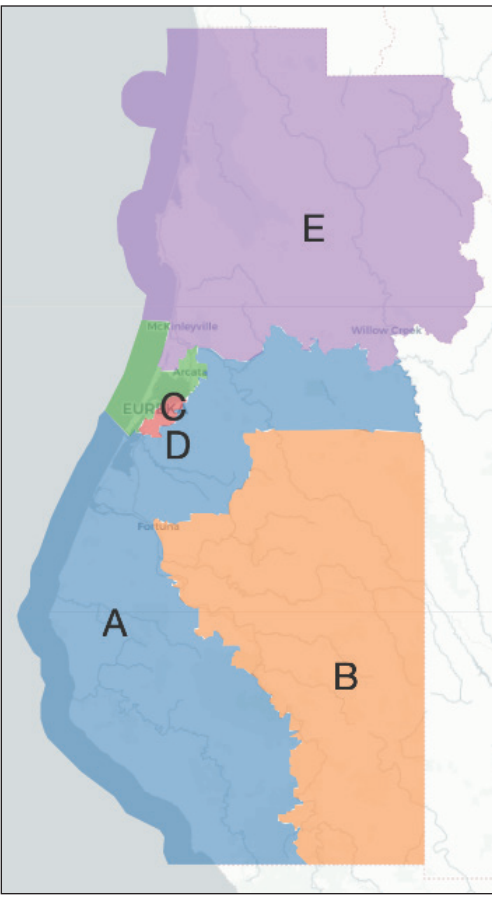 E
McKinleyville
Willow Creek
Arcata
C
EUREKA
D
Fortuna
A
B